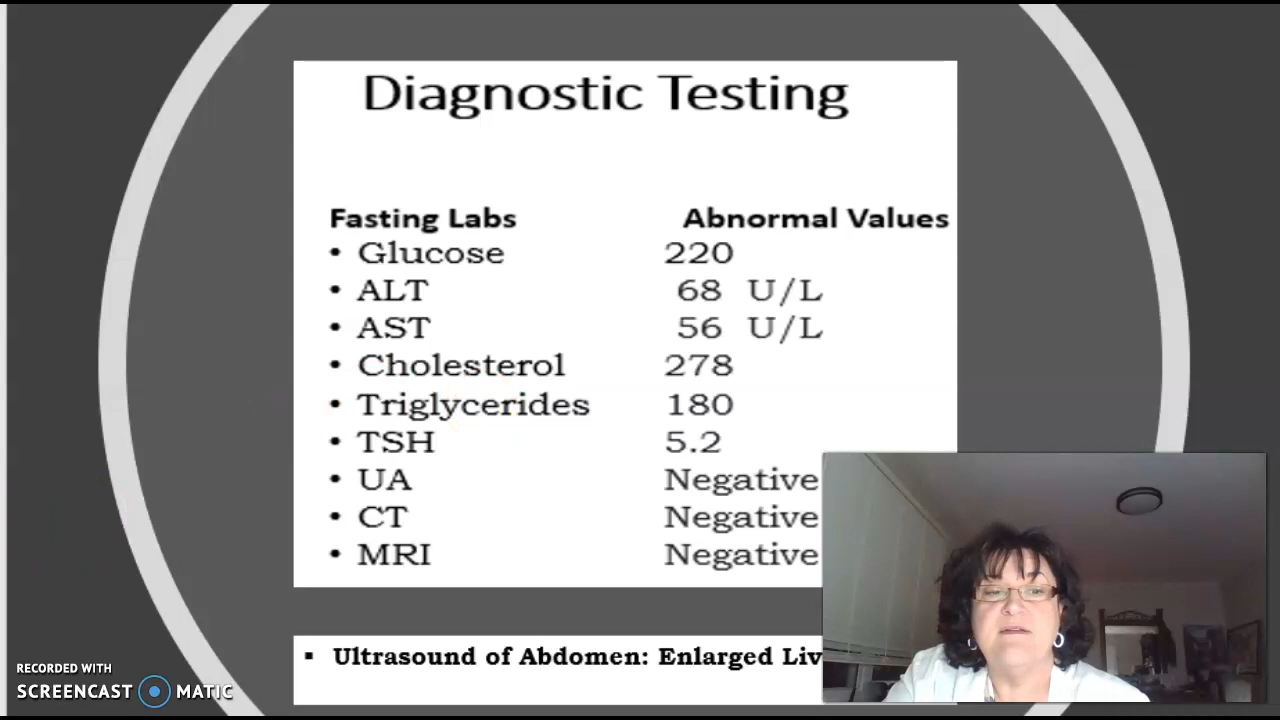 Diagnostic Testing
Fasting Labs Abnormal Values
• Glucose 220
• ALT 68 U/L
• AST 56 U/L
• Cholesterol 278
• Triglycerides 180
• TSH 5.2
• UA Negative
• CT Negative
• MRI Negative
▪ Ultrasound of Abdomen: Enlarged Liv
RECORDED WITH
SCREENCAST MATIC